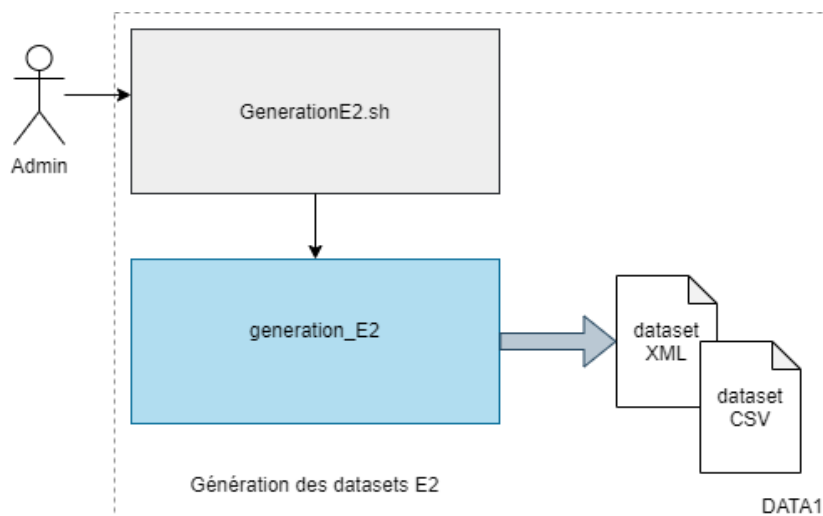 GenerationE2.sh
Admin
generation_E2
dataset
XML
dataset
CSV
Génération des datasets E2
DATA1